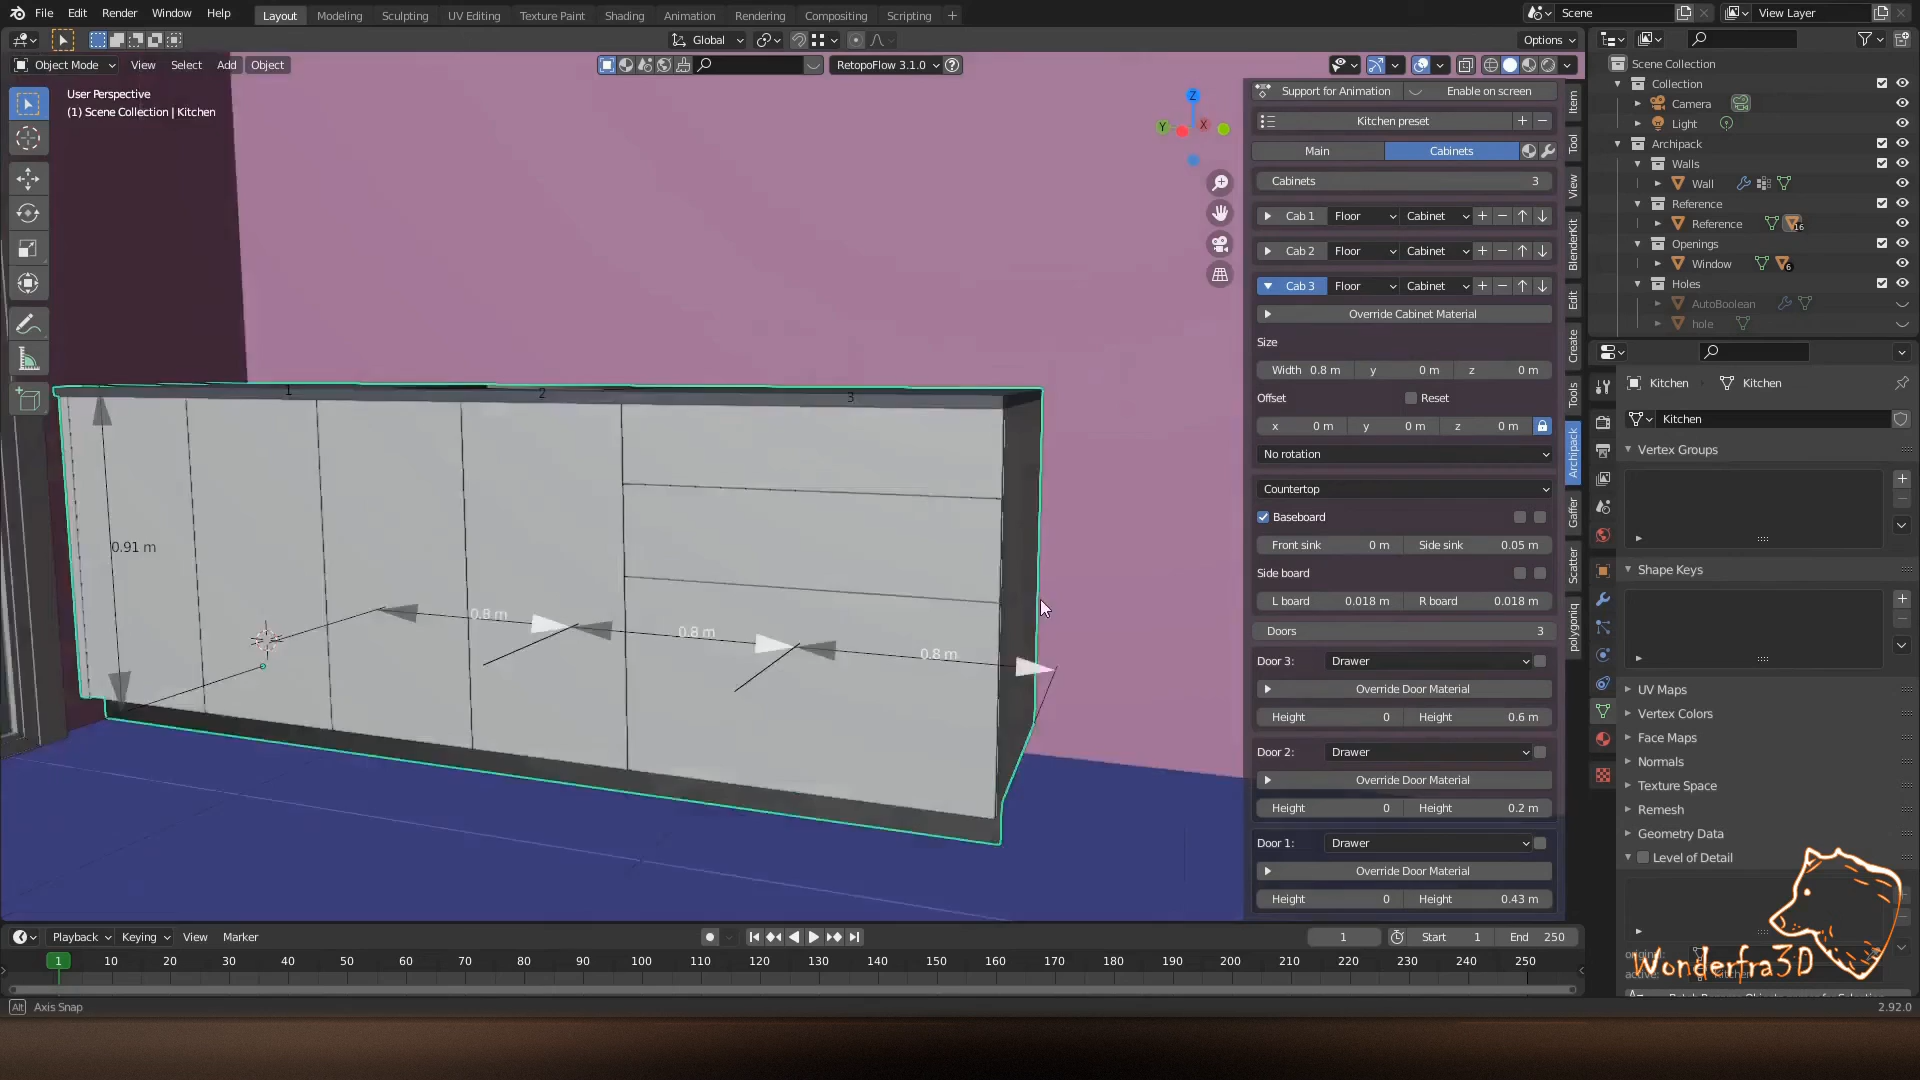 File Edit Render Window Help Layout Modeling Sculpting UV Editing Texture Paint Shading Animation Rendering Compositing Scripting + Scene View Layer
Global Options
Object Mode View Select Add Object RetopoFlow 3.1.0
User Perspective
(1) Scene Collection | Kitchen
Z
Y
X
1
2
3
0.91 m
0.8 m
0.8 m
0.8 m
Support for Animation Enable on screen
Kitchen preset
Main Cabinets
Cabinets 3
Cab 1 Floor Cabinet
Cab 2 Floor Cabinet
Cab 3 Floor Cabinet
Override Cabinet Material
Size
Width 0.8 m y 0 m z 0 m
Offset Reset
x 0 m y 0 m z 0 m
No rotation
Countertop
Baseboard
Front sink 0 m Side sink 0.05 m
Side board
L board 0.018 m R board 0.018 m
Doors 3
Door 3: Drawer
Override Door Material
Height 0 Height 0.6 m
Door 2: Drawer
Override Door Material
Height 0 Height 0.2 m
Door 1: Drawer
Override Door Material
Height 0 Height 0.43 m
Item
Tool
View
BlenderKit
Edit
Create
Tools
Archipack
Gaffer
Scatter
polygoniq
Scene Collection
Collection
Camera
Light
Archipack
Walls
Wall
Reference
Reference 16
Openings
Window 6
Holes
AutoBoolean
hole
Kitchen Kitchen
Kitchen
Vertex Groups
Shape Keys
UV Maps
Vertex Colors
Face Maps
Normals
Texture Space
Remesh
Geometry Data
Level of Detail
Wonderfra3D
Playback Keying View Marker 1 Start 1 End 250
1 10 20 30 40 50 60 70 80 90 100 110 120 130 140 150 160 170 180 190 200 210 220 230 240 250
Alt Axis Snap 2.92.0